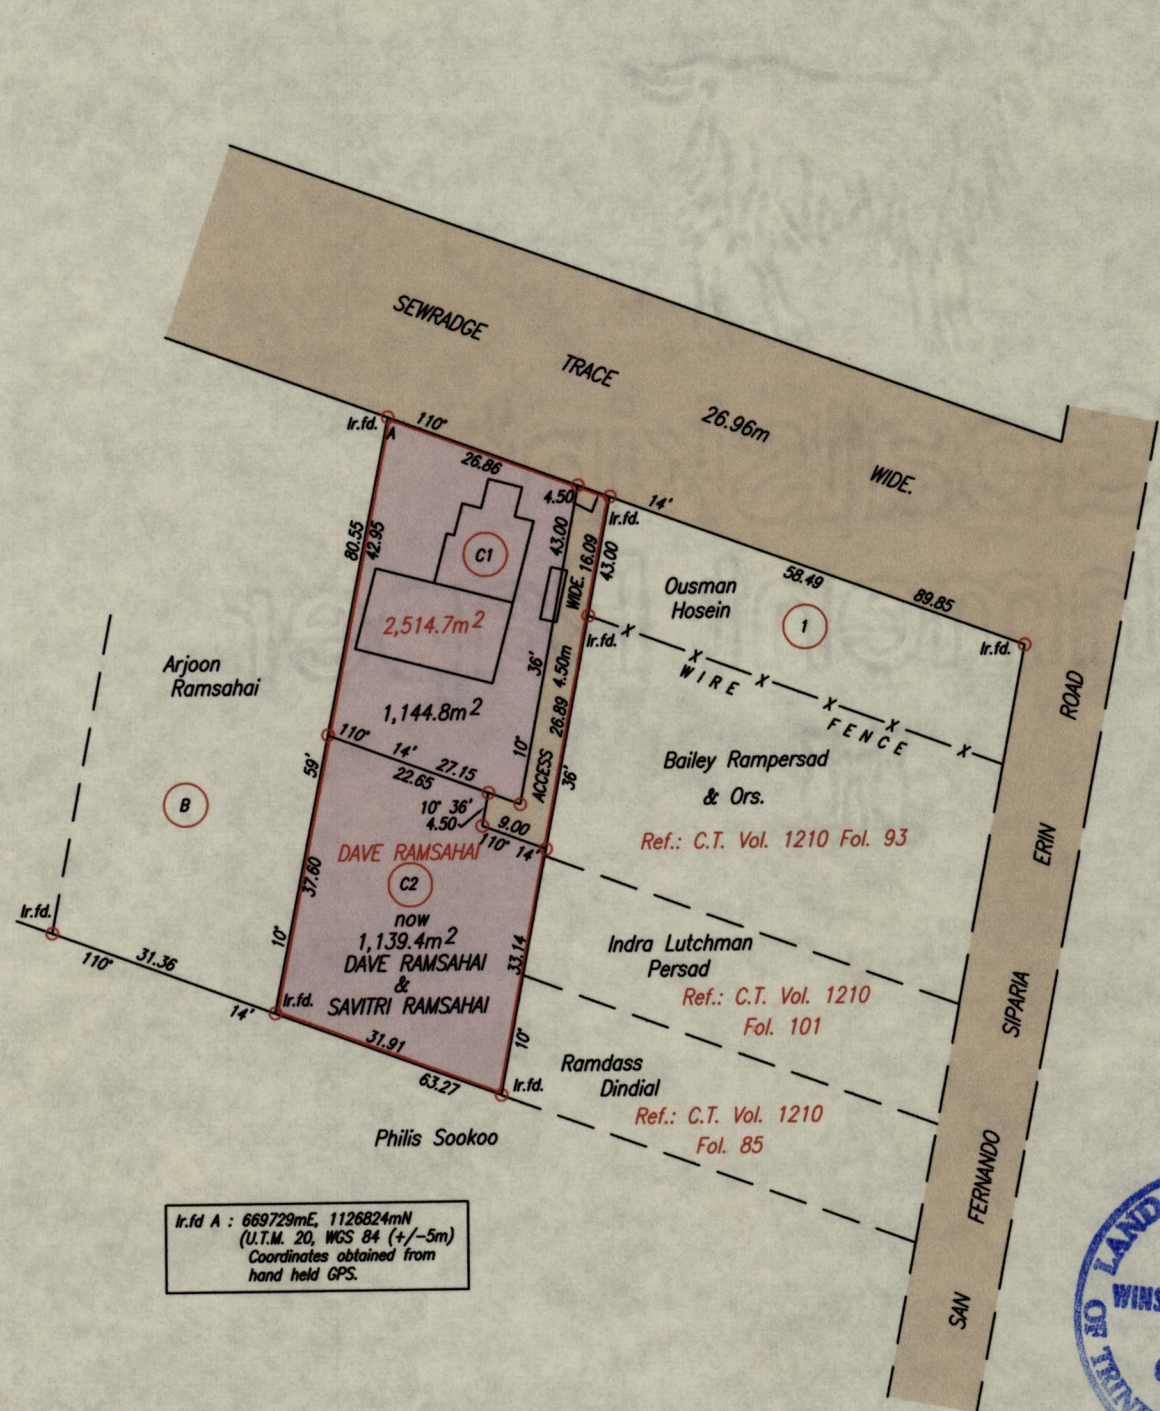 SEWRADGE TRACE 26.96m WIDE.
Ir.fd.
A
110°
26.86
4.50
14'
Ir.fd.
58.49
89.85
Ir.fd.
80.55
42.95
C1
43.00
WIDE.
16.09
43.00
Ousman
Hosein
1
2,514.7m2
Ir.fd.
X X X X X X
WIRE FENCE
36'
4.50m
26.89
1,144.8m2
10°
ACCESS
36'
Arjoon
Ramsahai
B
59'
110°
14'
27.15
22.65
10° 36'
4.50
9.00
110° 14'
Bailey Rampersad
& Ors.
Ref.: C.T. Vol. 1210 Fol. 93
DAVE RAMSAHAI
C2
now
1,139.4m2
DAVE RAMSAHAI
&
SAVITRI RAMSAHAI
37.60
10°
33.14
10°
Ir.fd.
110°
31.36
14'
Ir.fd.
31.91
63.27
Ir.fd.
Indra Lutchman
Persad
Ref.: C.T. Vol. 1210
Fol. 101
Ramdass
Dindial
Ref.: C.T. Vol. 1210
Fol. 85
Philis Sookoo
SAN FERNANDO SIPARIA ERIN ROAD
Ir.fd A : 669729mE, 1126824mN
(U.T.M. 20, WGS 84 (+/-5m)
Coordinates obtained from
hand held GPS.
LAND
WINS
OF TRINI